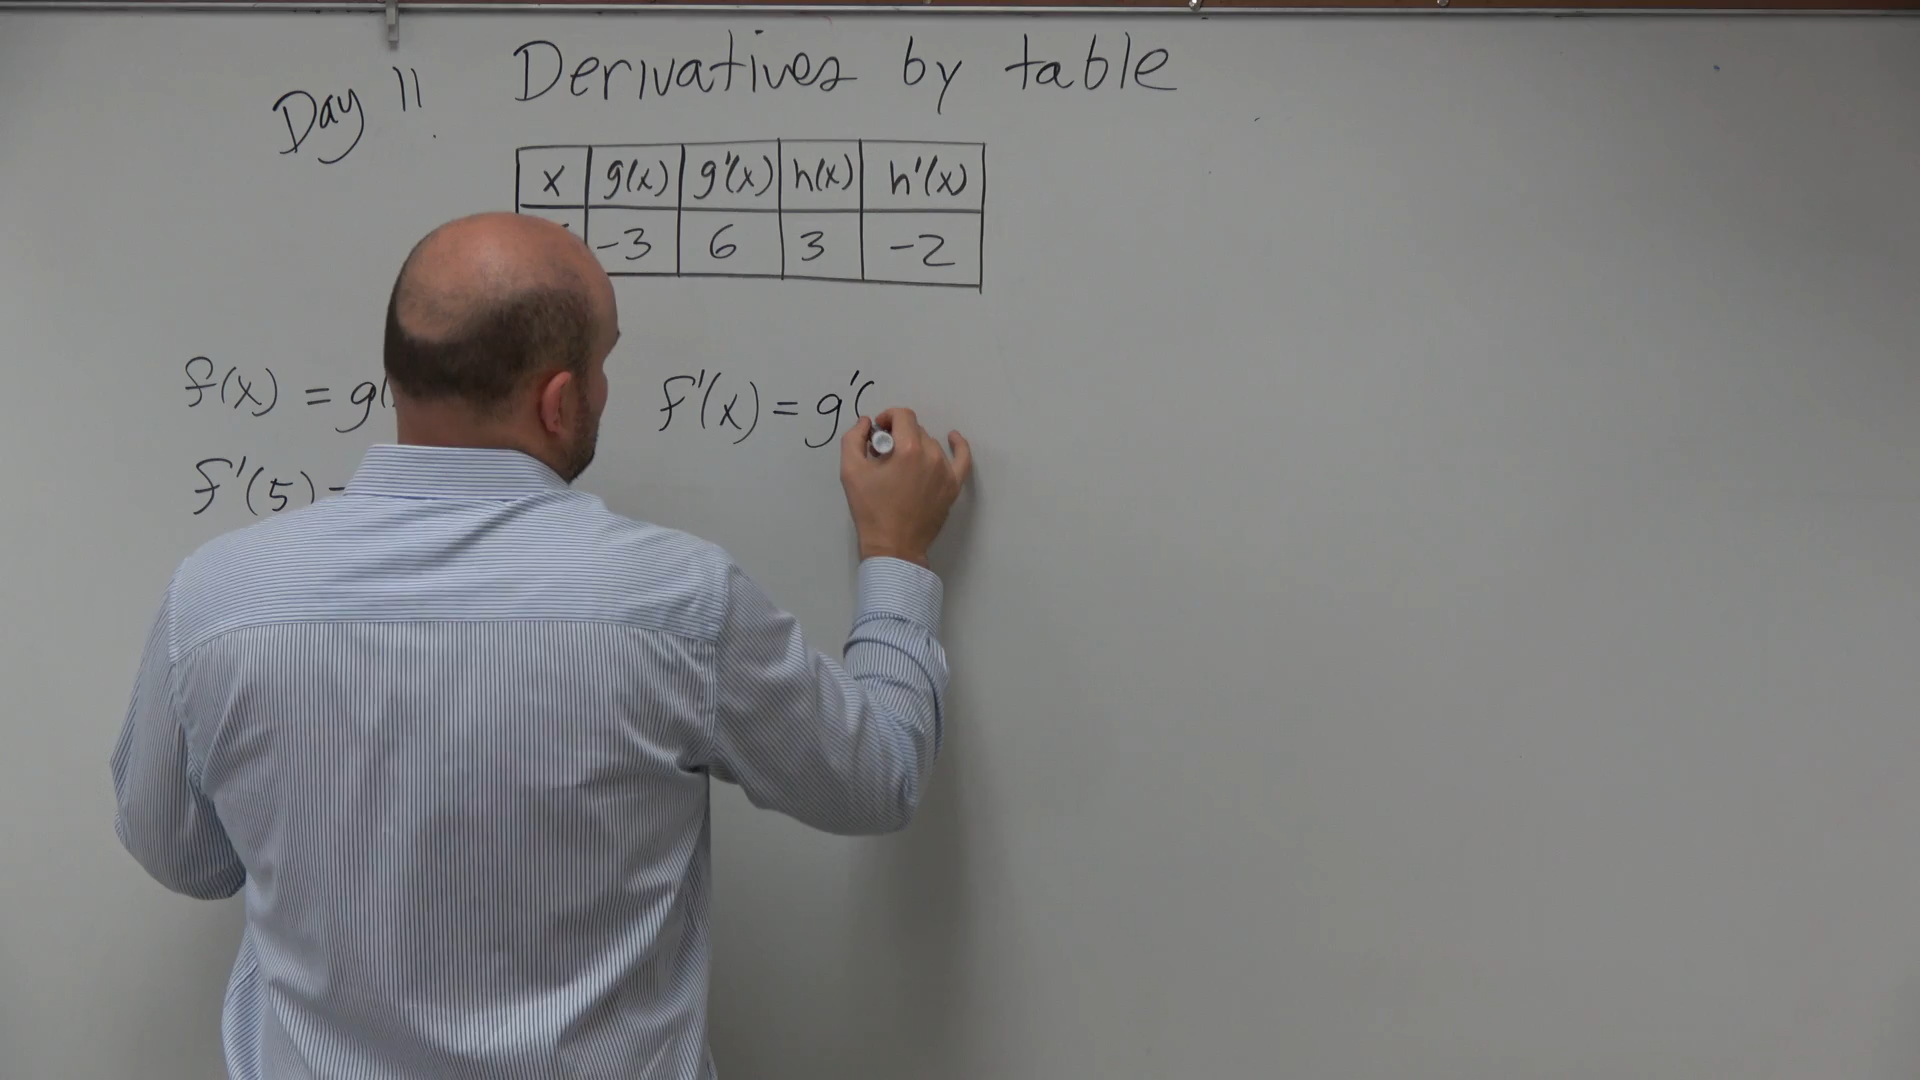 Derivatives by table
Day 11
x g(x) g'(x) h(x) h'(x)
-3 6 3 -2
f(x) = g(
f'(x) = g'(
f'(5)